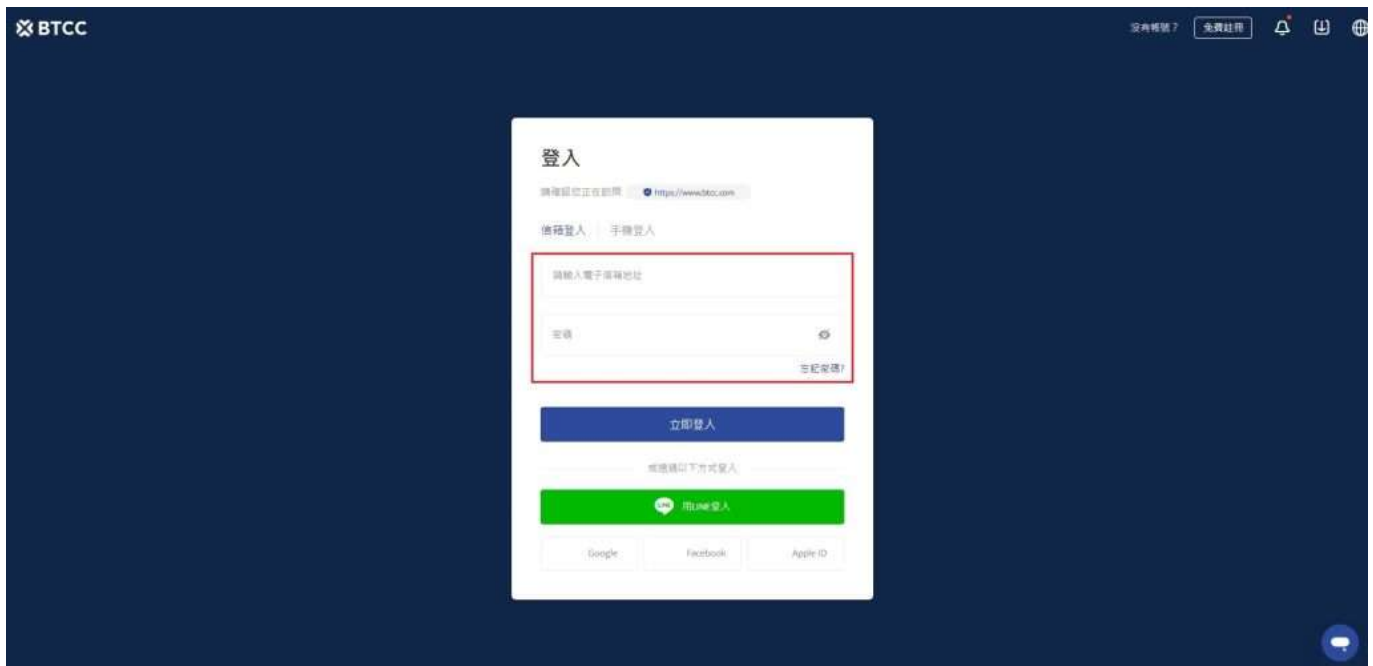 BTCC
沒有帳號? 免費註冊
登入
請確認您正在訪問 https://www.btcc.com
信箱登入 手機登入
請輸入電子信箱地址
密碼
忘記密碼?
立即登入
或透過以下方式登入
LINE 用LINE登入
Google Facebook Apple ID